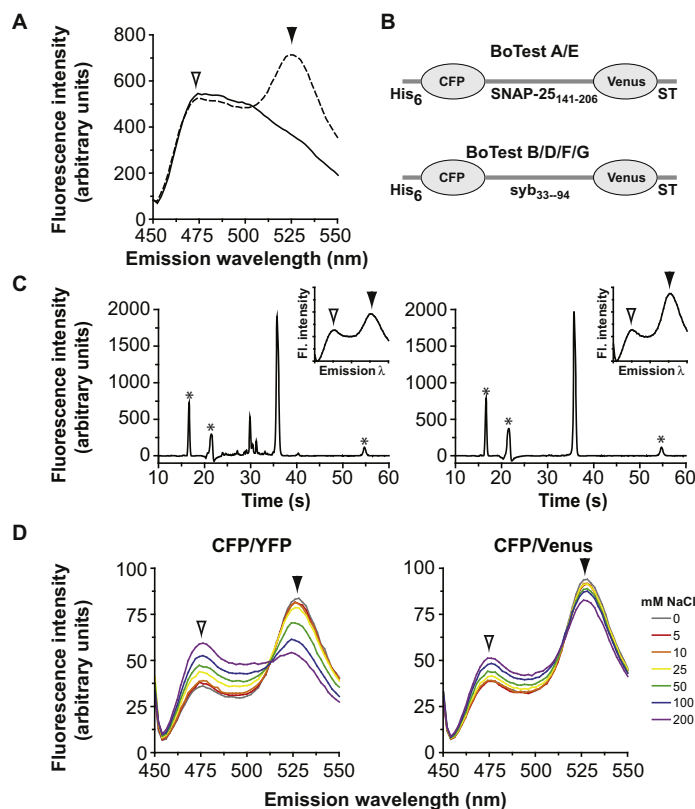 A
Fluorescence intensity
(arbitrary units)
800
600
400
200
0
450 475 500 525 550
Emission wavelength (nm)
B
BoTest A/E
CFP Venus
His6 SNAP-25141-206 ST
BoTest B/D/F/G
CFP Venus
His6 syb33--94 ST
C
Fluorescence intensity
(arbitrary units)
2000
1500
1000
500
0
10 20 30 40 50 60
Time (s)
* * *
Fl. intensity
Emission λ
2000
1500
1000
500
0
10 20 30 40 50 60
Time (s)
* * *
Fl. intensity
Emission λ
D
CFP/YFP
Fluorescence intensity
(arbitrary units)
100
75
50
25
0
450 475 500 525 550
CFP/Venus
100
75
50
25
0
450 475 500 525 550
Emission wavelength (nm)
mM NaCl
0
5
10
25
50
100
200